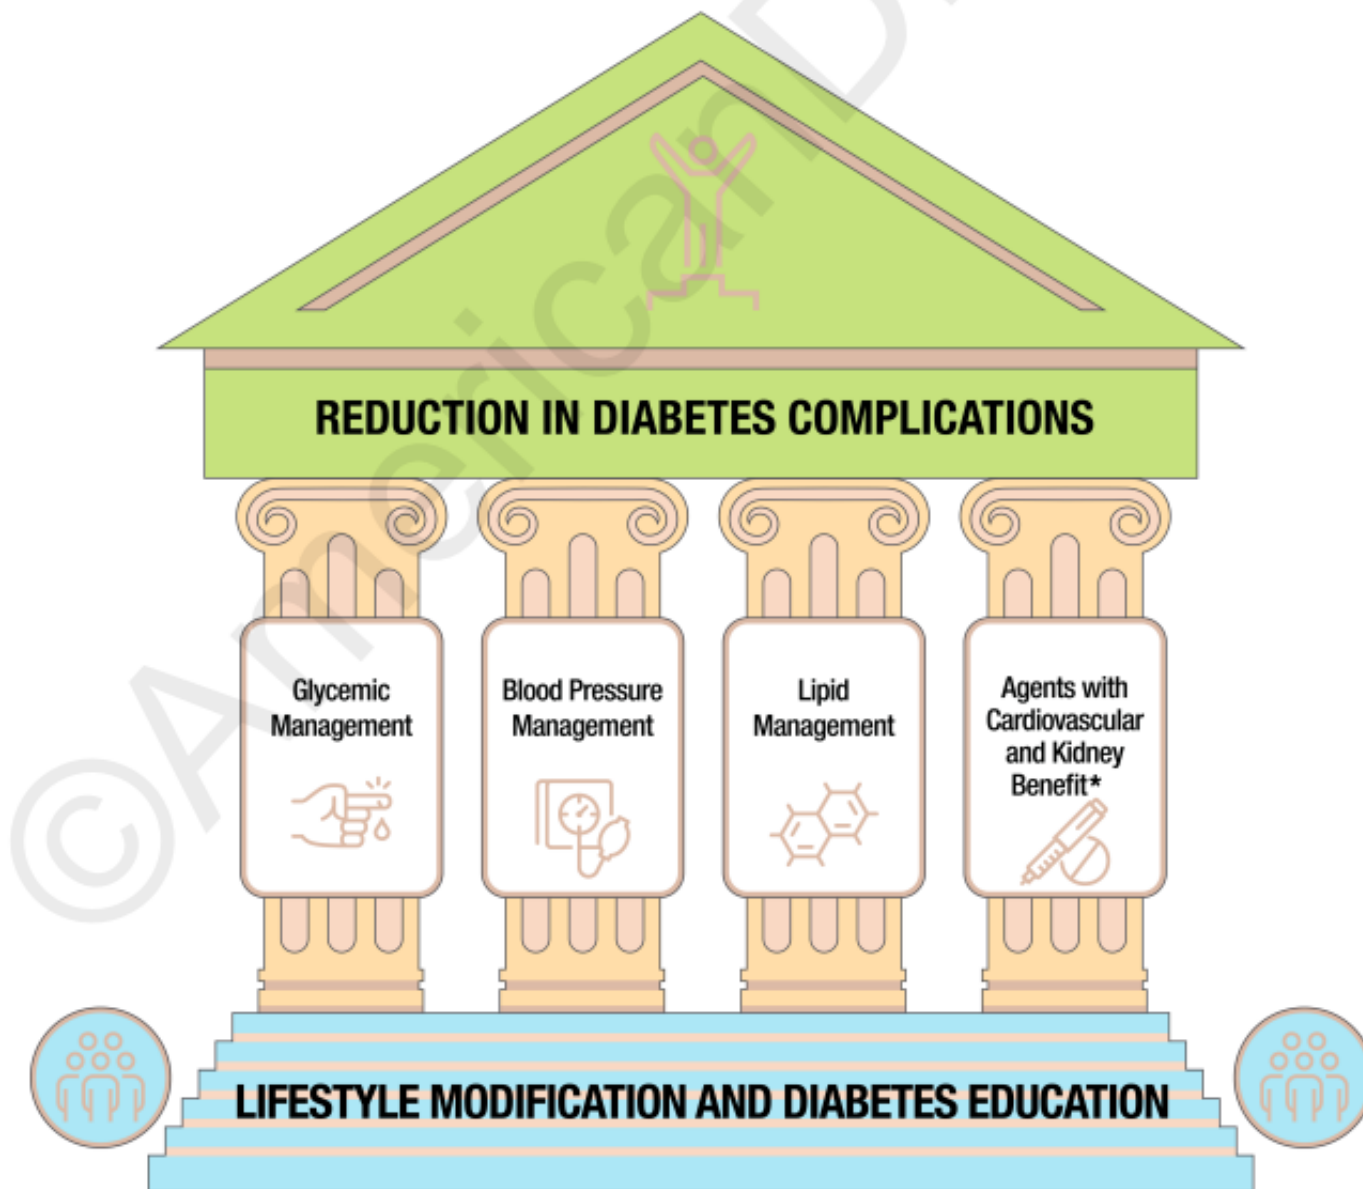 ©American D
REDUCTION IN DIABETES COMPLICATIONS
Glycemic
Management
Blood Pressure
Management
Lipid
Management
Agents with
Cardiovascular
and Kidney
Benefit*
LIFESTYLE MODIFICATION AND DIABETES EDUCATION